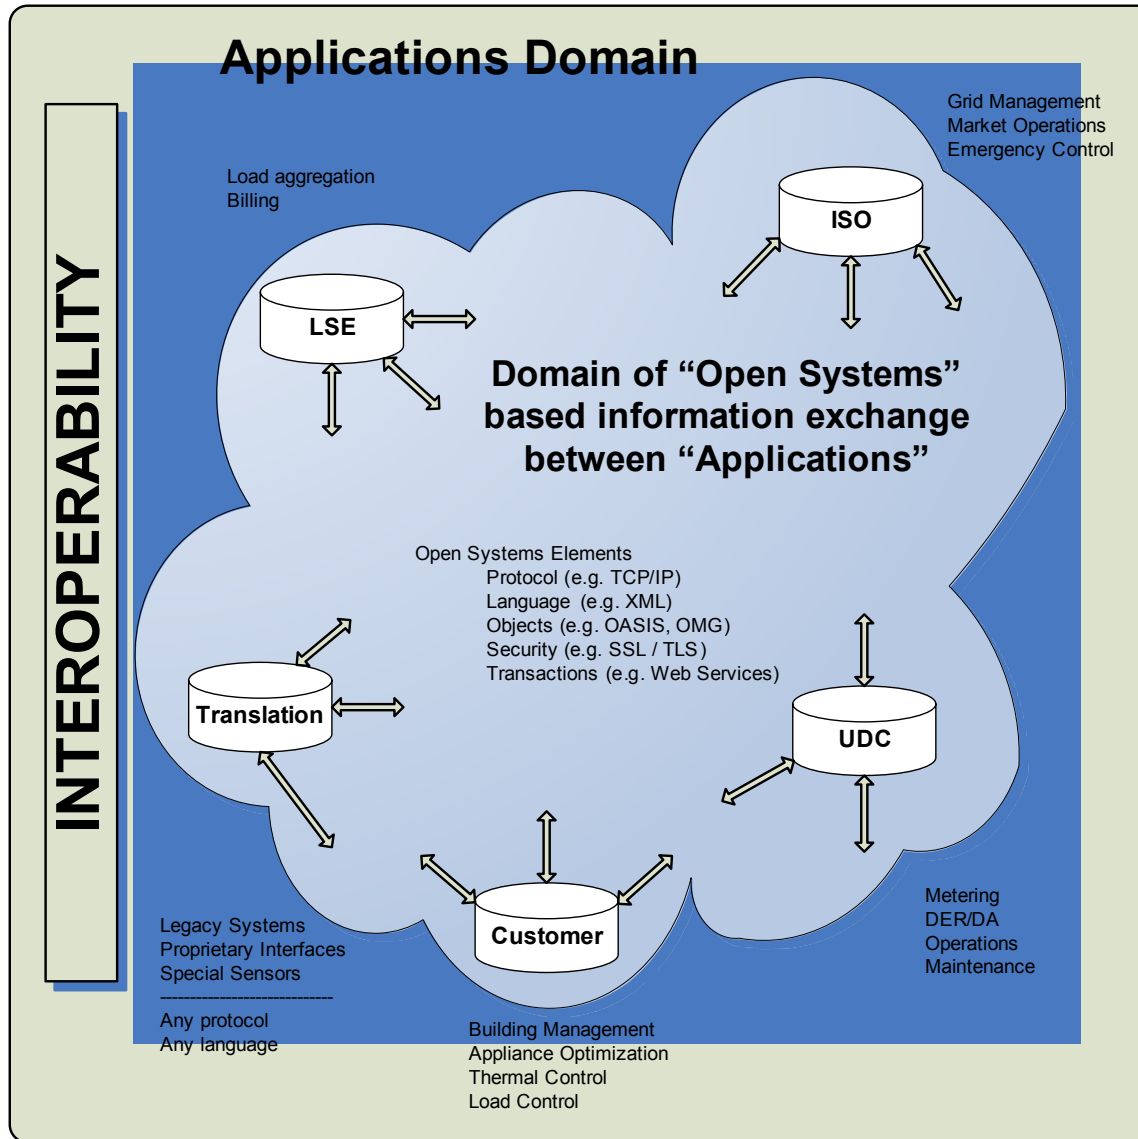 Applications Domain
INTEROPERABILITY
Grid Management
Market Operations
Emergency Control
Load aggregation
Billing
ISO
LSE
Domain of “Open Systems”
based information exchange
between “Applications”
Open Systems Elements
Protocol (e.g. TCP/IP)
Language (e.g. XML)
Objects (e.g. OASIS, OMG)
Security (e.g. SSL / TLS)
Transactions (e.g. Web Services)
Translation
UDC
Customer
Metering
DER/DA
Operations
Maintenance
Legacy Systems
Proprietary Interfaces
Special Sensors
-----------------------------
Any protocol
Any language
Building Management
Appliance Optimization
Thermal Control
Load Control